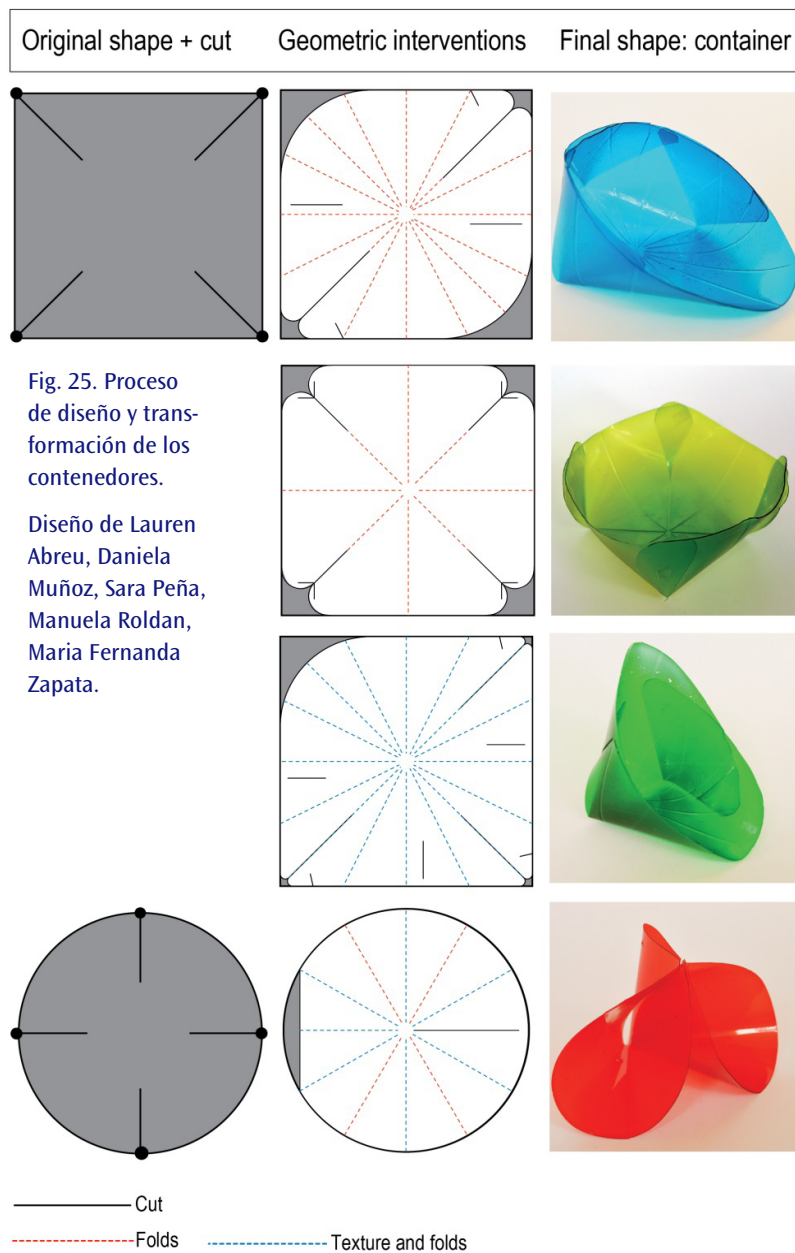 Original shape + cut Geometric interventions Final shape: container
Fig. 25. Proceso
de diseño y trans-
formación de los
contenedores.
Diseño de Lauren
Abreu, Daniela
Muñoz, Sara Peña,
Manuela Roldan,
Maria Fernanda
Zapata.
Cut
Folds Texture and folds